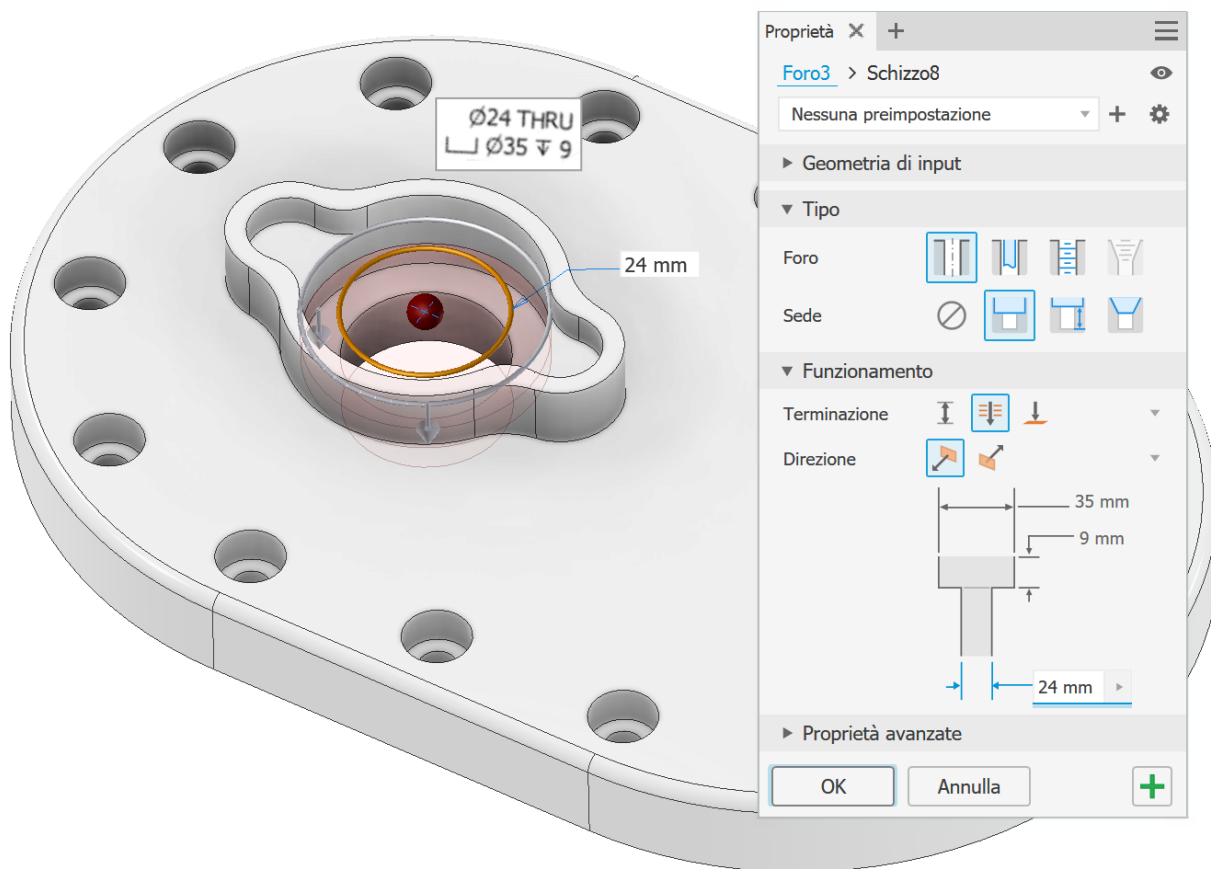 Ø24 THRU
⌴ Ø35 ↧ 9
24 mm
Proprietà
Foro3 > Schizzo8
Nessuna preimpostazione
Geometria di input
Tipo
Foro
Sede
Funzionamento
Terminazione
Direzione
35 mm
9 mm
24 mm
Proprietà avanzate
OK Annulla